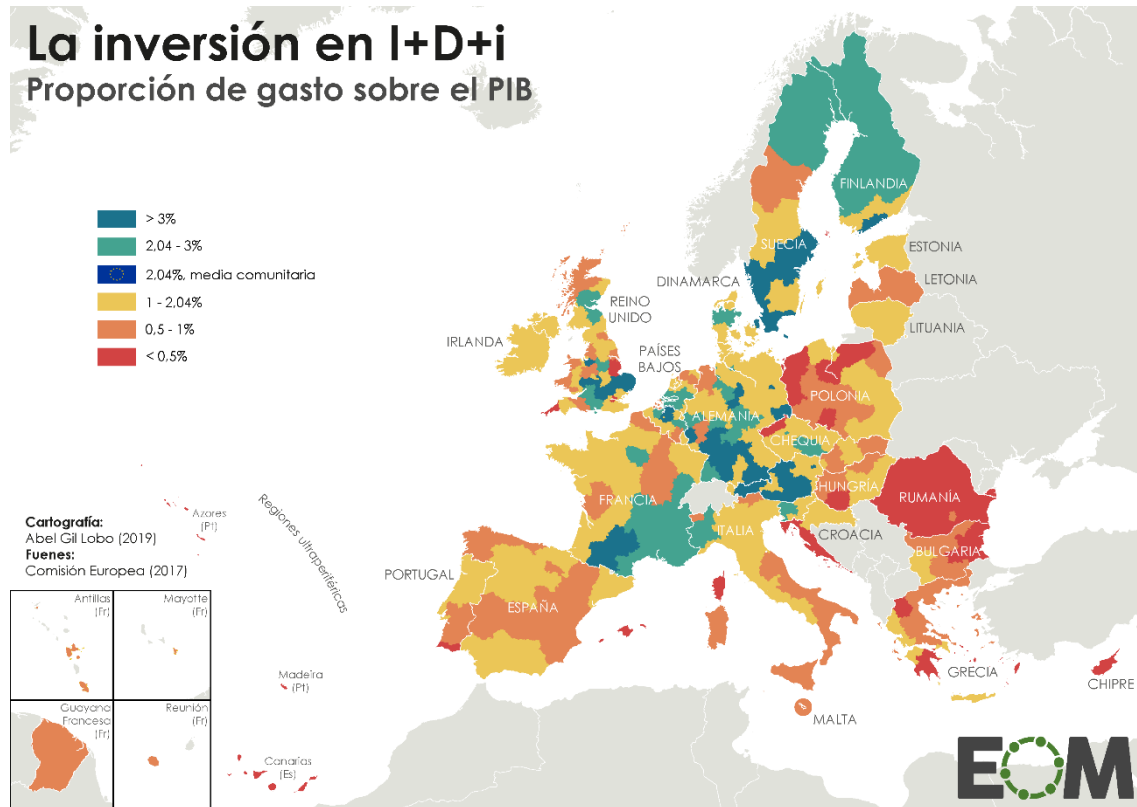 La inversión en I+D+i
Proporción de gasto sobre el PIB
> 3%
2,04 - 3%
2,04%, media comunitaria
1 - 2,04%
0,5 - 1%
< 0.5%
FINLANDIA
SUECIA
ESTONIA
LETONIA
LITUANIA
DINAMARCA
REINO
UNIDO
IRLANDA
PAÍSES
BAJOS
POLONIA
ALEMANIA
CHEQUIA
HUNGRÍA
RUMANÍA
FRANCIA
ITALIA
CROACIA
BULGARIA
PORTUGAL
ESPAÑA
GRECIA
CHIPRE
MALTA
Regiones ultraperiféricas
Azores
(Pt)
Cartografía:
Abel Gil Lobo (2019)
Fuenes:
Comisión Europea (2017)
Antillas
(Fr)
Mayotte
(Fr)
Guayana
Francesa
(Fr)
Reunión
(Fr)
Madeira
(Pt)
Canarias
(Es)
EOM